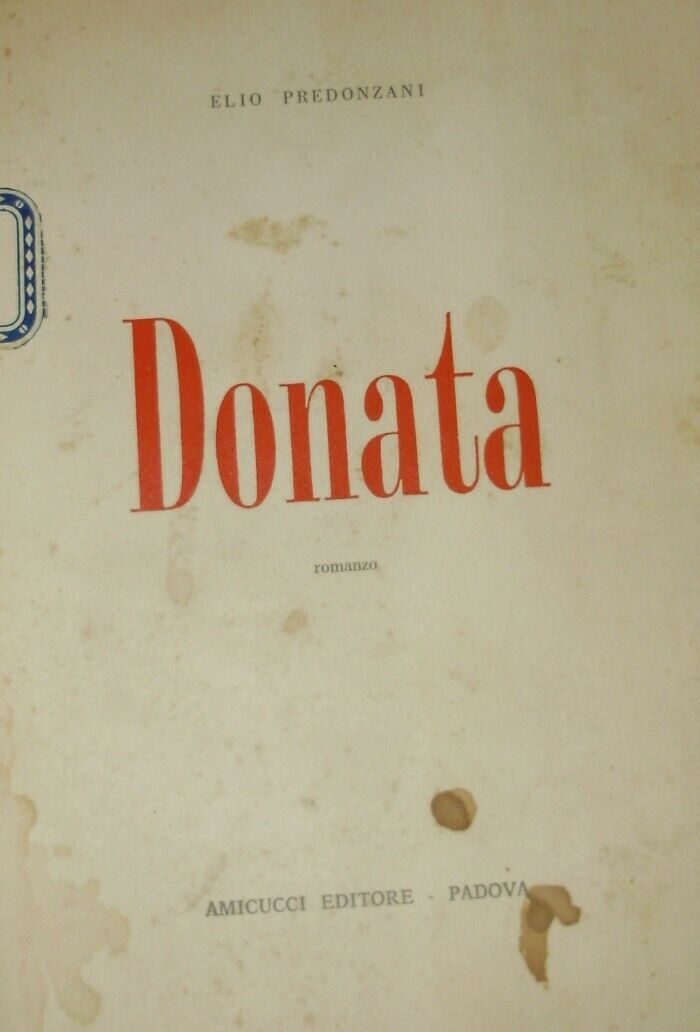 ELIO PREDONZANI
Donata
romanzo
AMICUCCI EDITORE - PADOVA